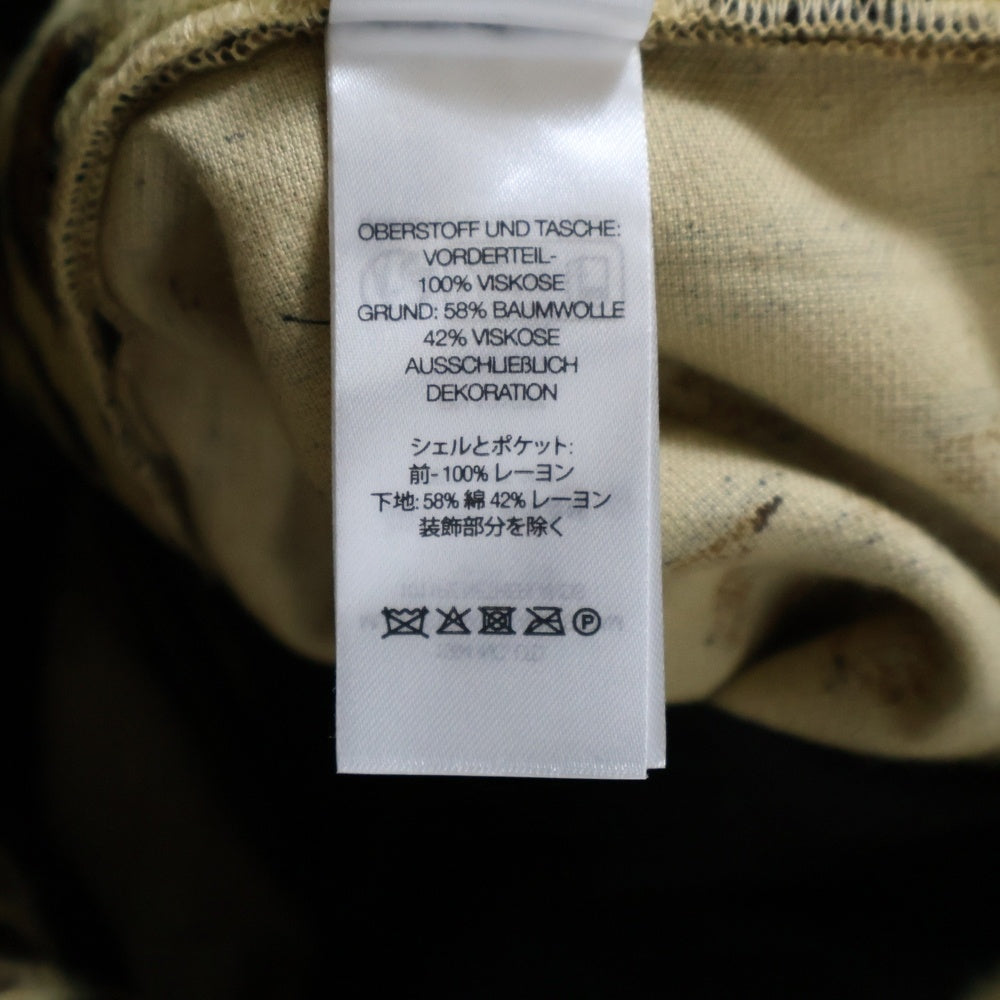 OBERSTOFF UND TASCHE:
VORDERTEIL-
100% VISKOSE
GRUND: 58% BAUMWOLLE
42% VISKOSE
AUSSCHLIEßLICH
DEKORATION
シェルとポケット:
前-100% レーヨン
下地: 58% 綿 42% レーヨン
装飾部分を除く
P